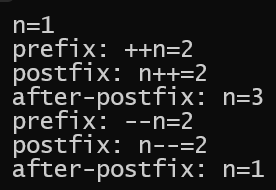 n=1
prefix: ++n=2
postfix: n++=2
after-postfix: n=3
prefix: --n=2
postfix: n--=2
after-postfix: n=1